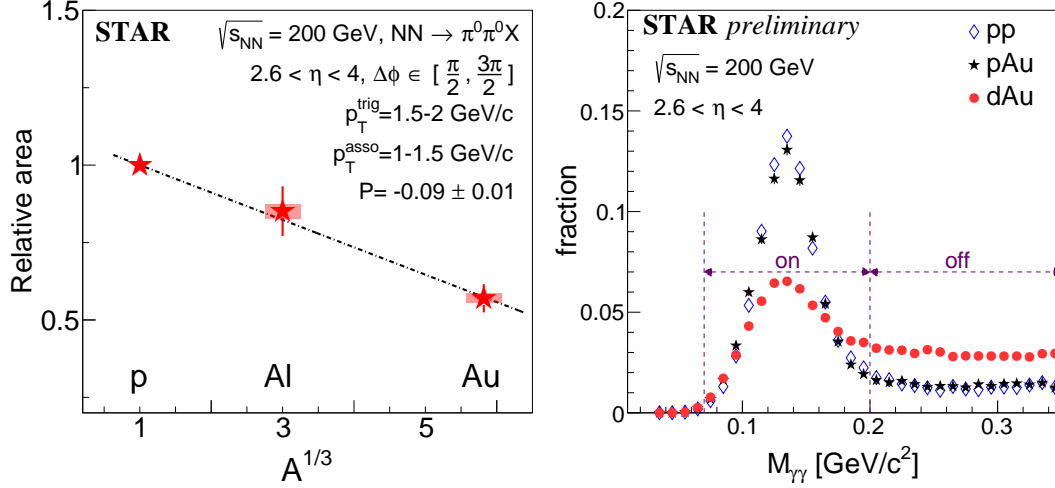 STAR
√s_NN = 200 GeV, NN → π⁰π⁰X
2.6 < η < 4, Δϕ ∈ [π/2, 3π/2]
p_T^trig=1.5-2 GeV/c
p_T^asso=1-1.5 GeV/c
P= -0.09 ± 0.01
Relative area
1.5
1
0.5
p Al Au
1 3 5
A^1/3
STAR preliminary
√s_NN = 200 GeV
2.6 < η < 4
pp
pAu
dAu
fraction
0.2
0.15
0.1
0.05
0
on off
0.1 0.2 0.3
M_γγ [GeV/c²]